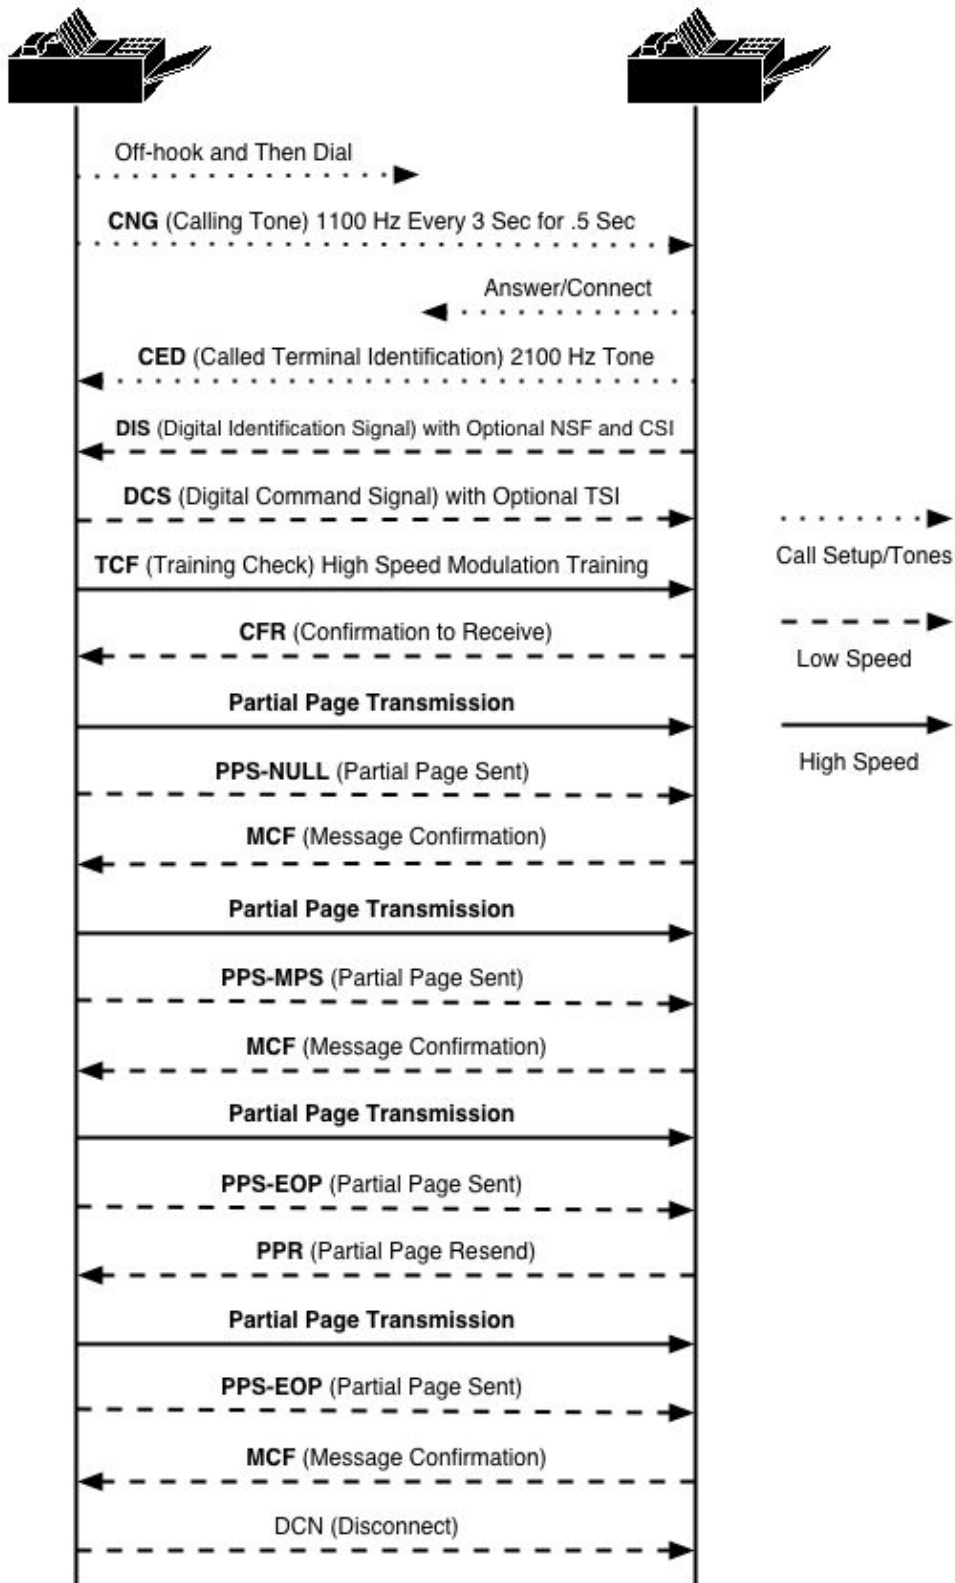 Off-hook and Then Dial
CNG (Calling Tone) 1100 Hz Every 3 Sec for .5 Sec
Answer/Connect
CED (Called Terminal Identification) 2100 Hz Tone
DIS (Digital Identification Signal) with Optional NSF and CSI
DCS (Digital Command Signal) with Optional TSI
TCF (Training Check) High Speed Modulation Training
CFR (Confirmation to Receive)
Partial Page Transmission
PPS-NULL (Partial Page Sent)
MCF (Message Confirmation)
Partial Page Transmission
PPS-MPS (Partial Page Sent)
MCF (Message Confirmation)
Partial Page Transmission
PPS-EOP (Partial Page Sent)
PPR (Partial Page Resend)
Partial Page Transmission
PPS-EOP (Partial Page Sent)
MCF (Message Confirmation)
DCN (Disconnect)
Call Setup/Tones
Low Speed
High Speed